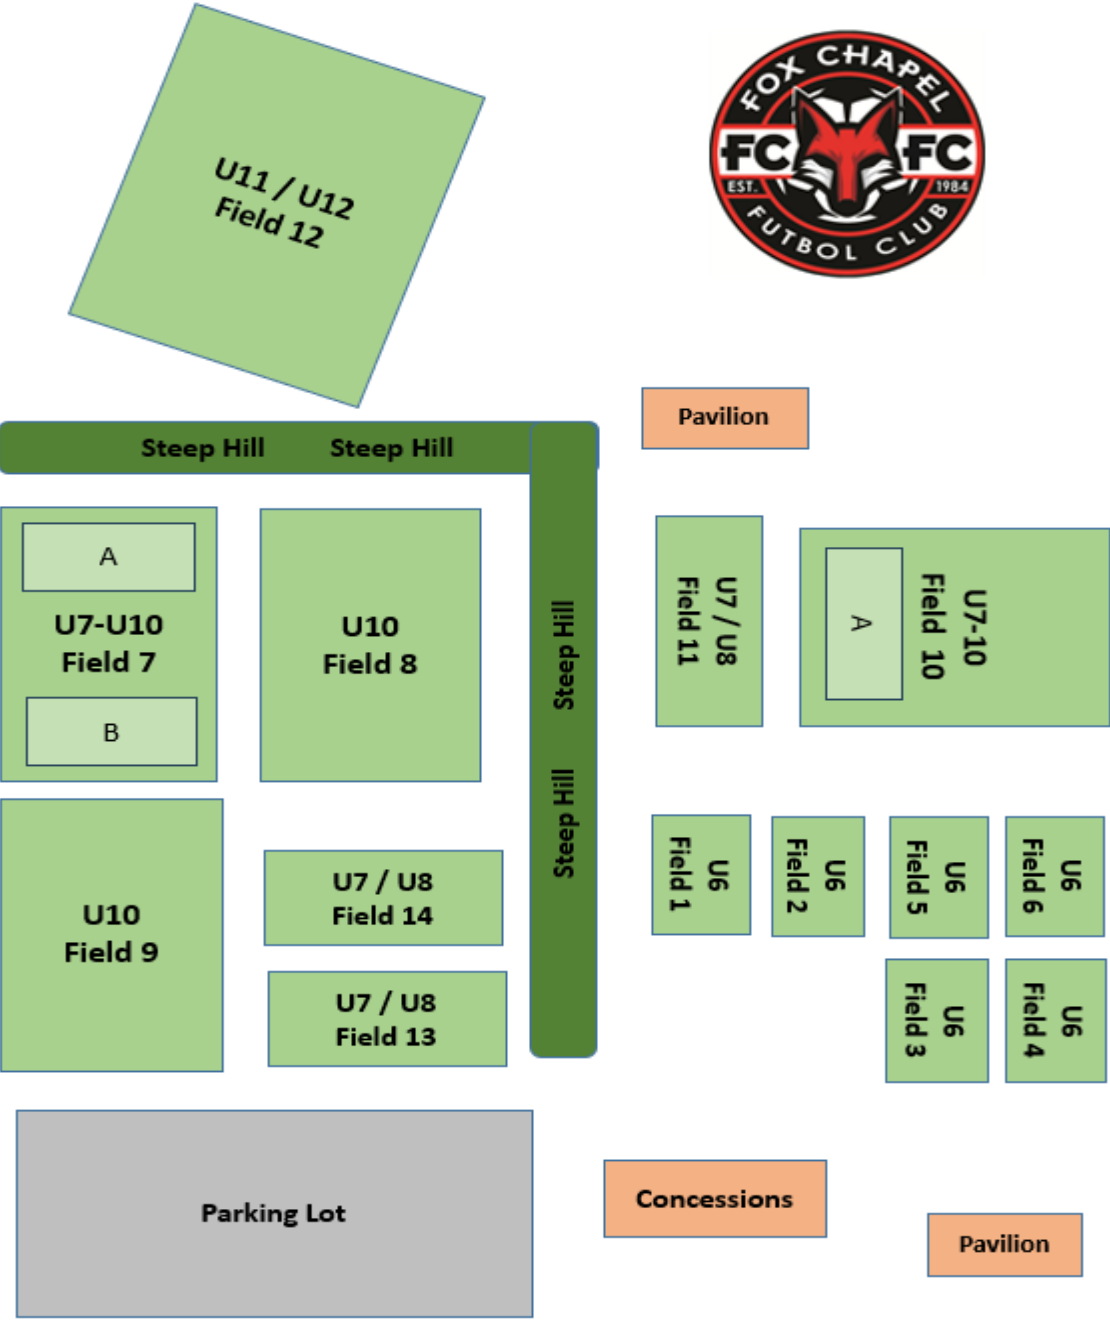 U11 / U12
Field 12
FOX CHAPEL
FC FC
EST. 1984
FUTBOL CLUB
Pavilion
Steep Hill Steep Hill
A
U7-U10
Field 7
B
U10
Field 8
Steep Hill
Steep Hill
U7 / U8
Field 11
A
U7-10
Field 10
U10
Field 9
U7 / U8
Field 14
U7 / U8
Field 13
U6
Field 1
U6
Field 2
U6
Field 5
U6
Field 6
U6
Field 3
U6
Field 4
Parking Lot
Concessions
Pavilion